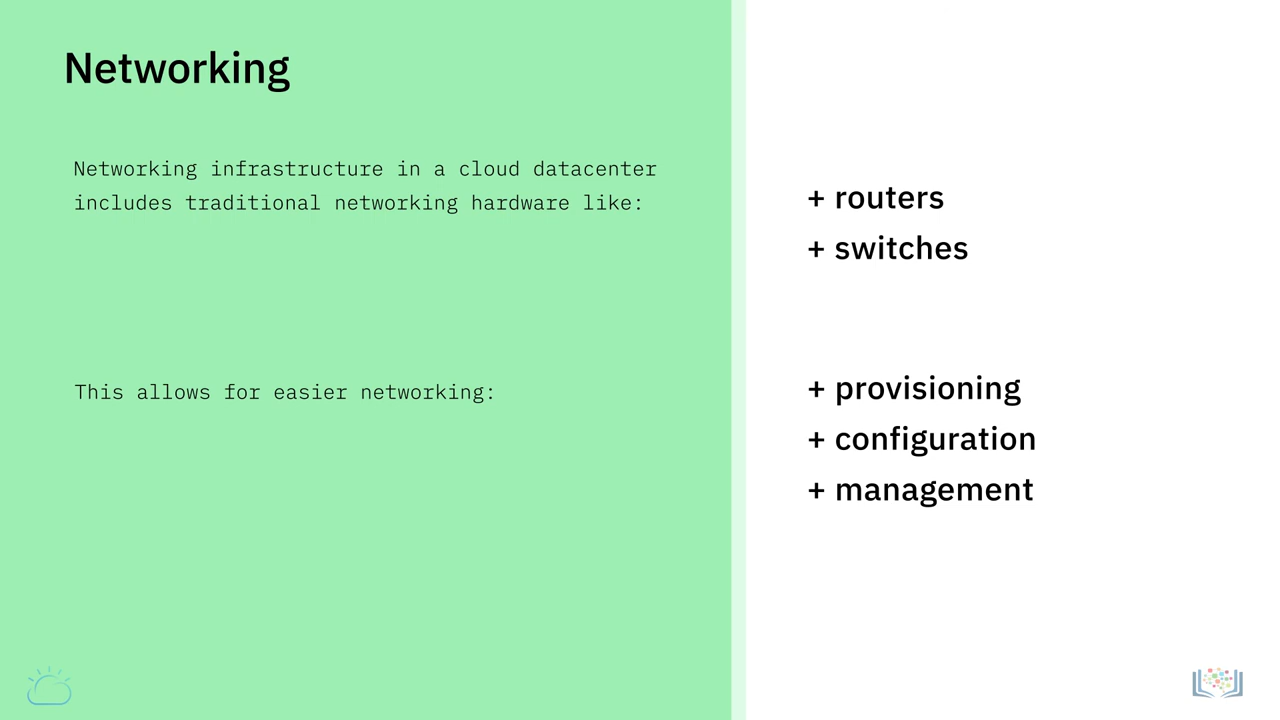 Networking
Networking infrastructure in a cloud datacenter
includes traditional networking hardware like:
+ routers
+ switches
This allows for easier networking:
+ provisioning
+ configuration
+ management